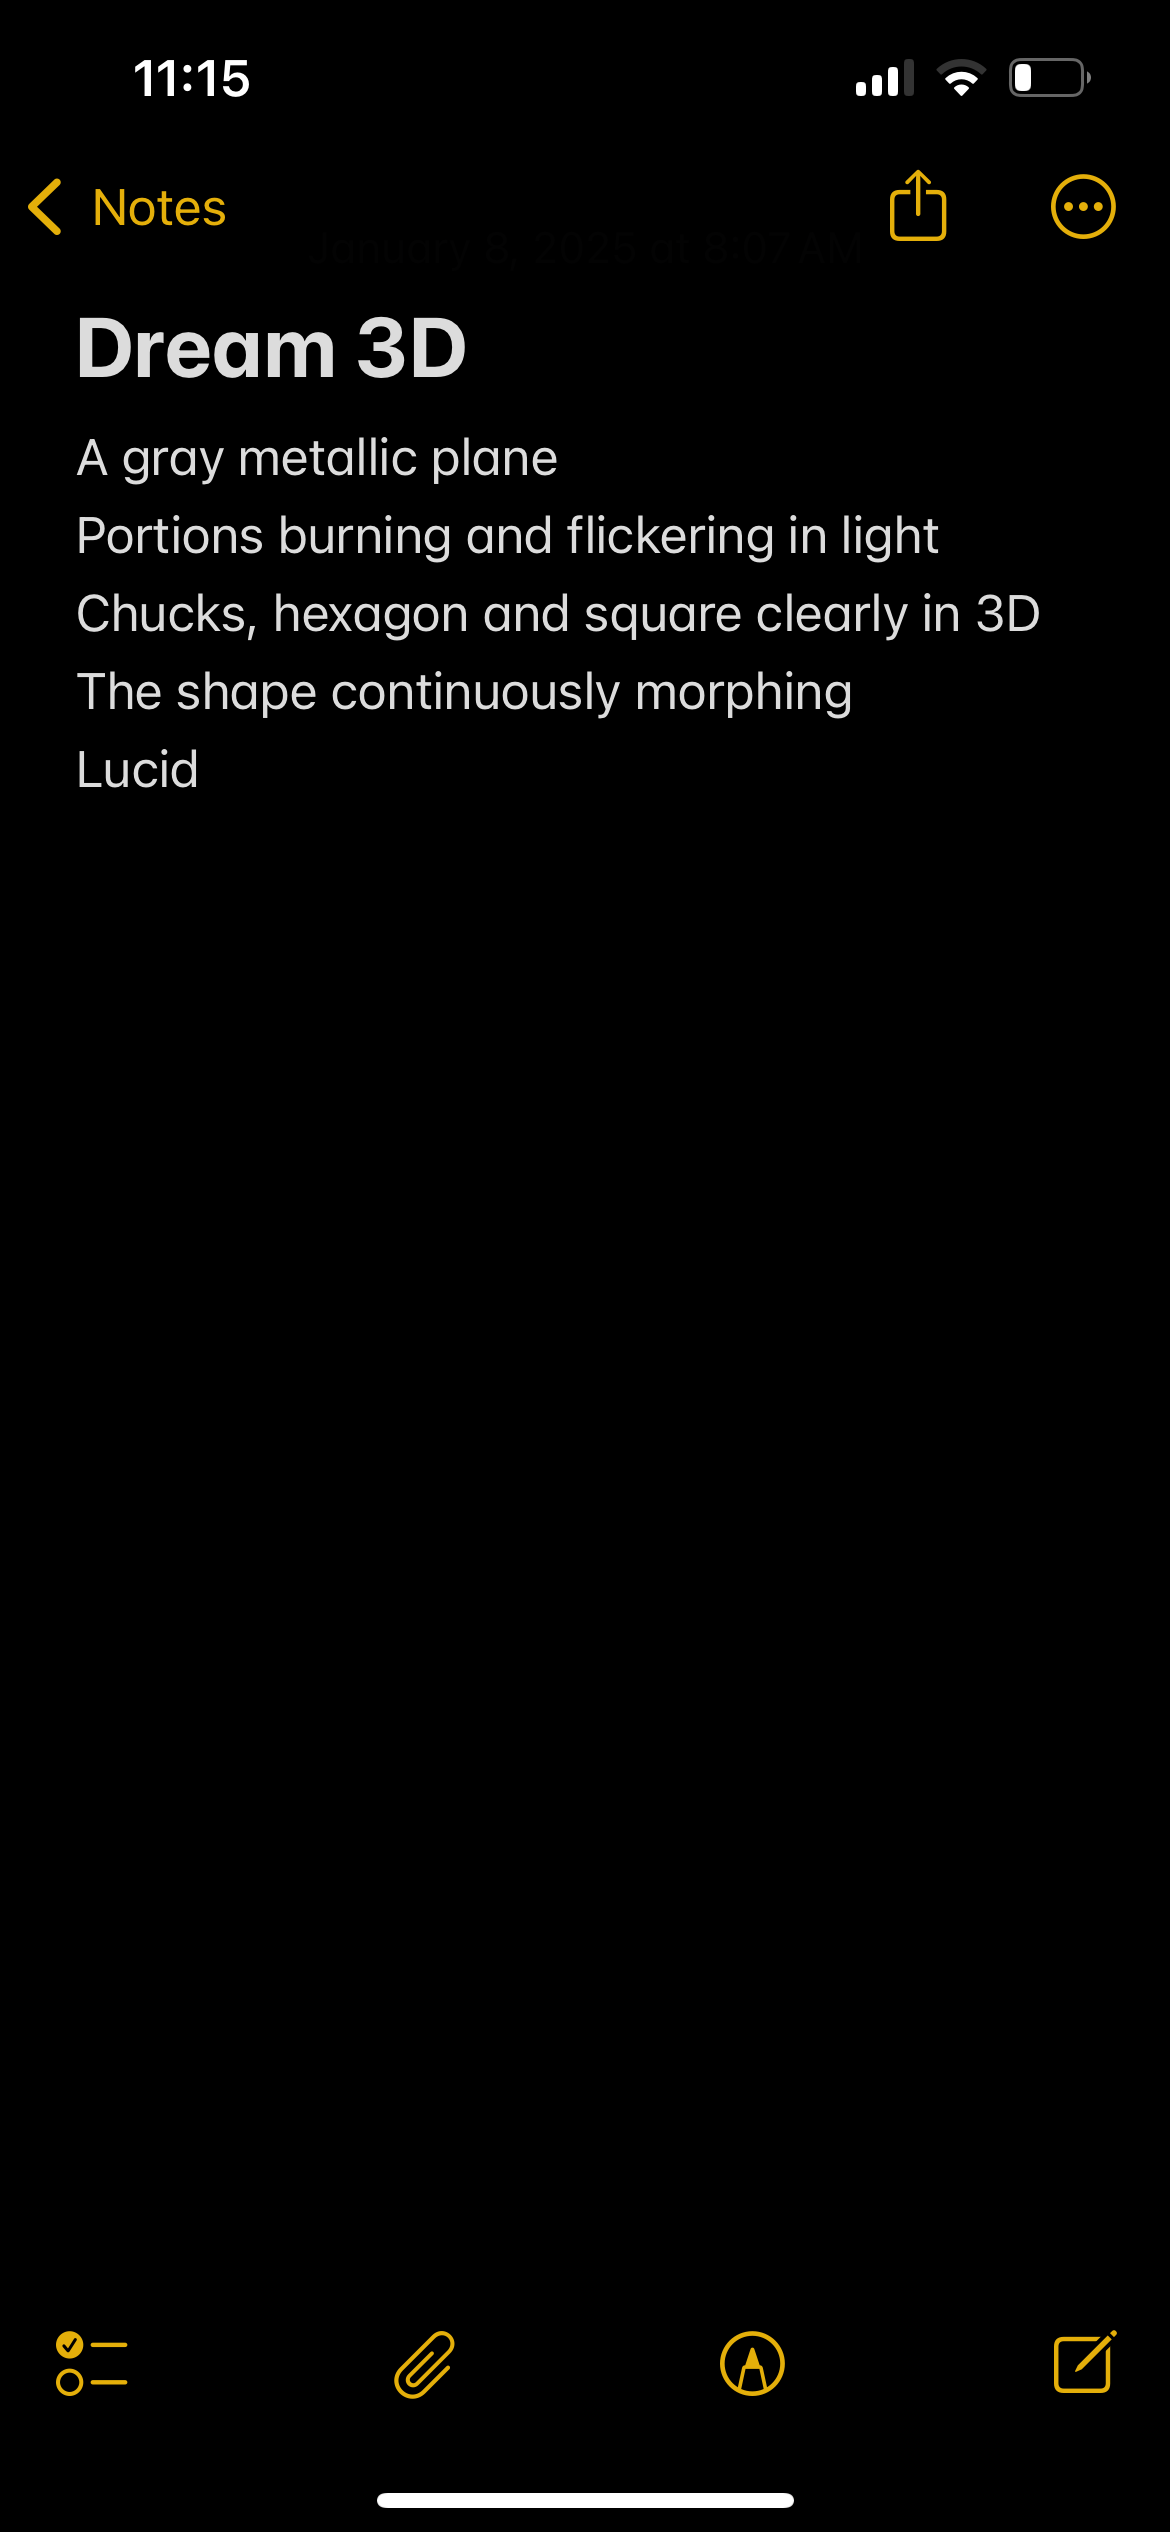 11:15
Notes
January 8, 2025 at 8:07 AM
Dream 3D
A gray metallic plane
Portions burning and flickering in light
Chucks, hexagon and square clearly in 3D
The shape continuously morphing
Lucid